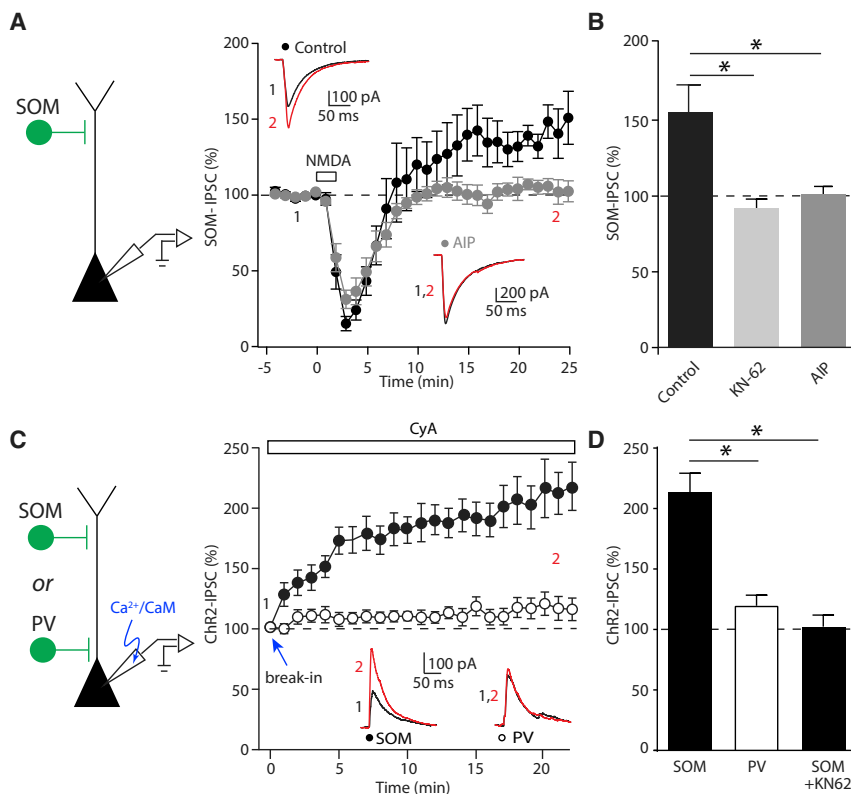 A
SOM
SOM- IPSC (%)
200
150
100
50
0
Control
1
2
100 pA
50 ms
NMDA
1
2
AIP
1,2
200 pA
50 ms
-5 0 5 10 15 20 25
Time (min)
B
SOM-IPSC (%)
200
150
100
50
0
*
*
Control
KN-62
AIP
C
SOM
or
PV
Ca²⁺/CaM
CyA
ChR2-IPSC (%)
250
200
150
100
50
0
1
2
break-in
2
1
100 pA
50 ms
1,2
SOM
PV
0 5 10 15 20
Time (min)
D
ChR2-IPSC (%)
250
200
150
100
50
0
*
*
SOM
PV
SOM
+KN62